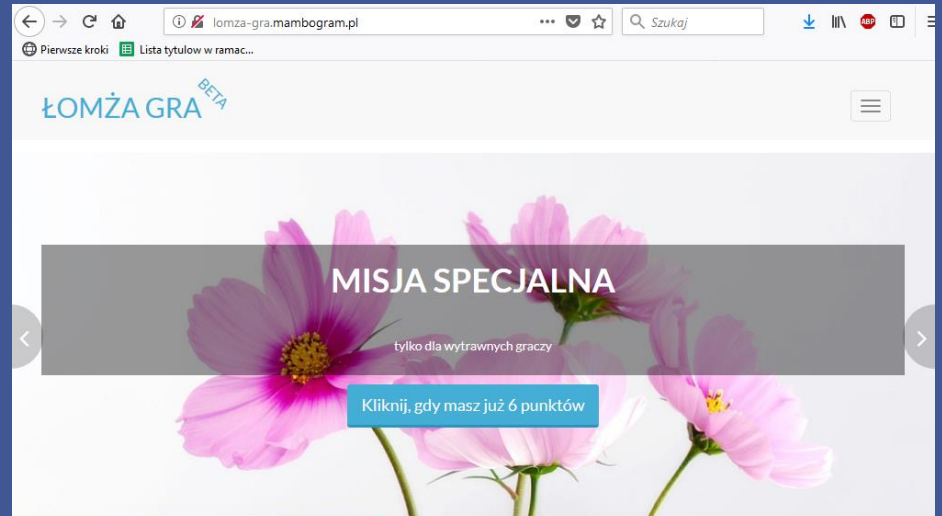 lomza-gra.mambogram.pl
Szukaj
ABP
Pierwsze kroki
Lista tytulow w ramac...
ŁOMŻA GRA BETA
MISJA SPECJALNA
tylko dla wytrawnych graczy
Kliknij, gdy masz już 6 punktów